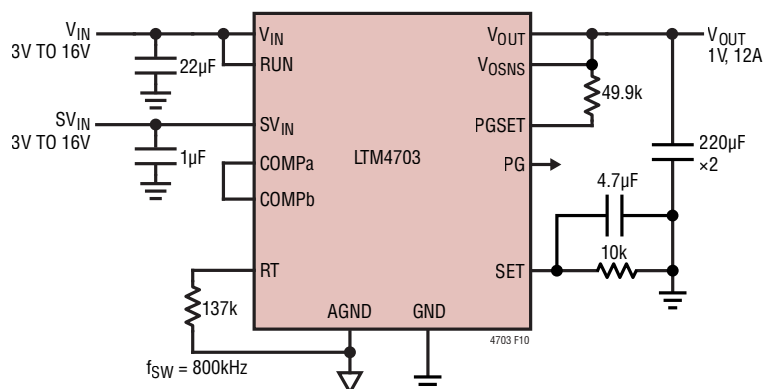 VIN
3V TO 16V
22µF
SVIN
3V TO 16V
1µF
VIN
RUN
SVIN
COMPa
COMPb
RT
137k
fSW = 800kHz
LTM4703
AGND
GND
VOUT
VOSNS
PGSET
PG
SET
49.9k
4.7µF
10k
VOUT
1V, 12A
220µF
×2
4703 F10